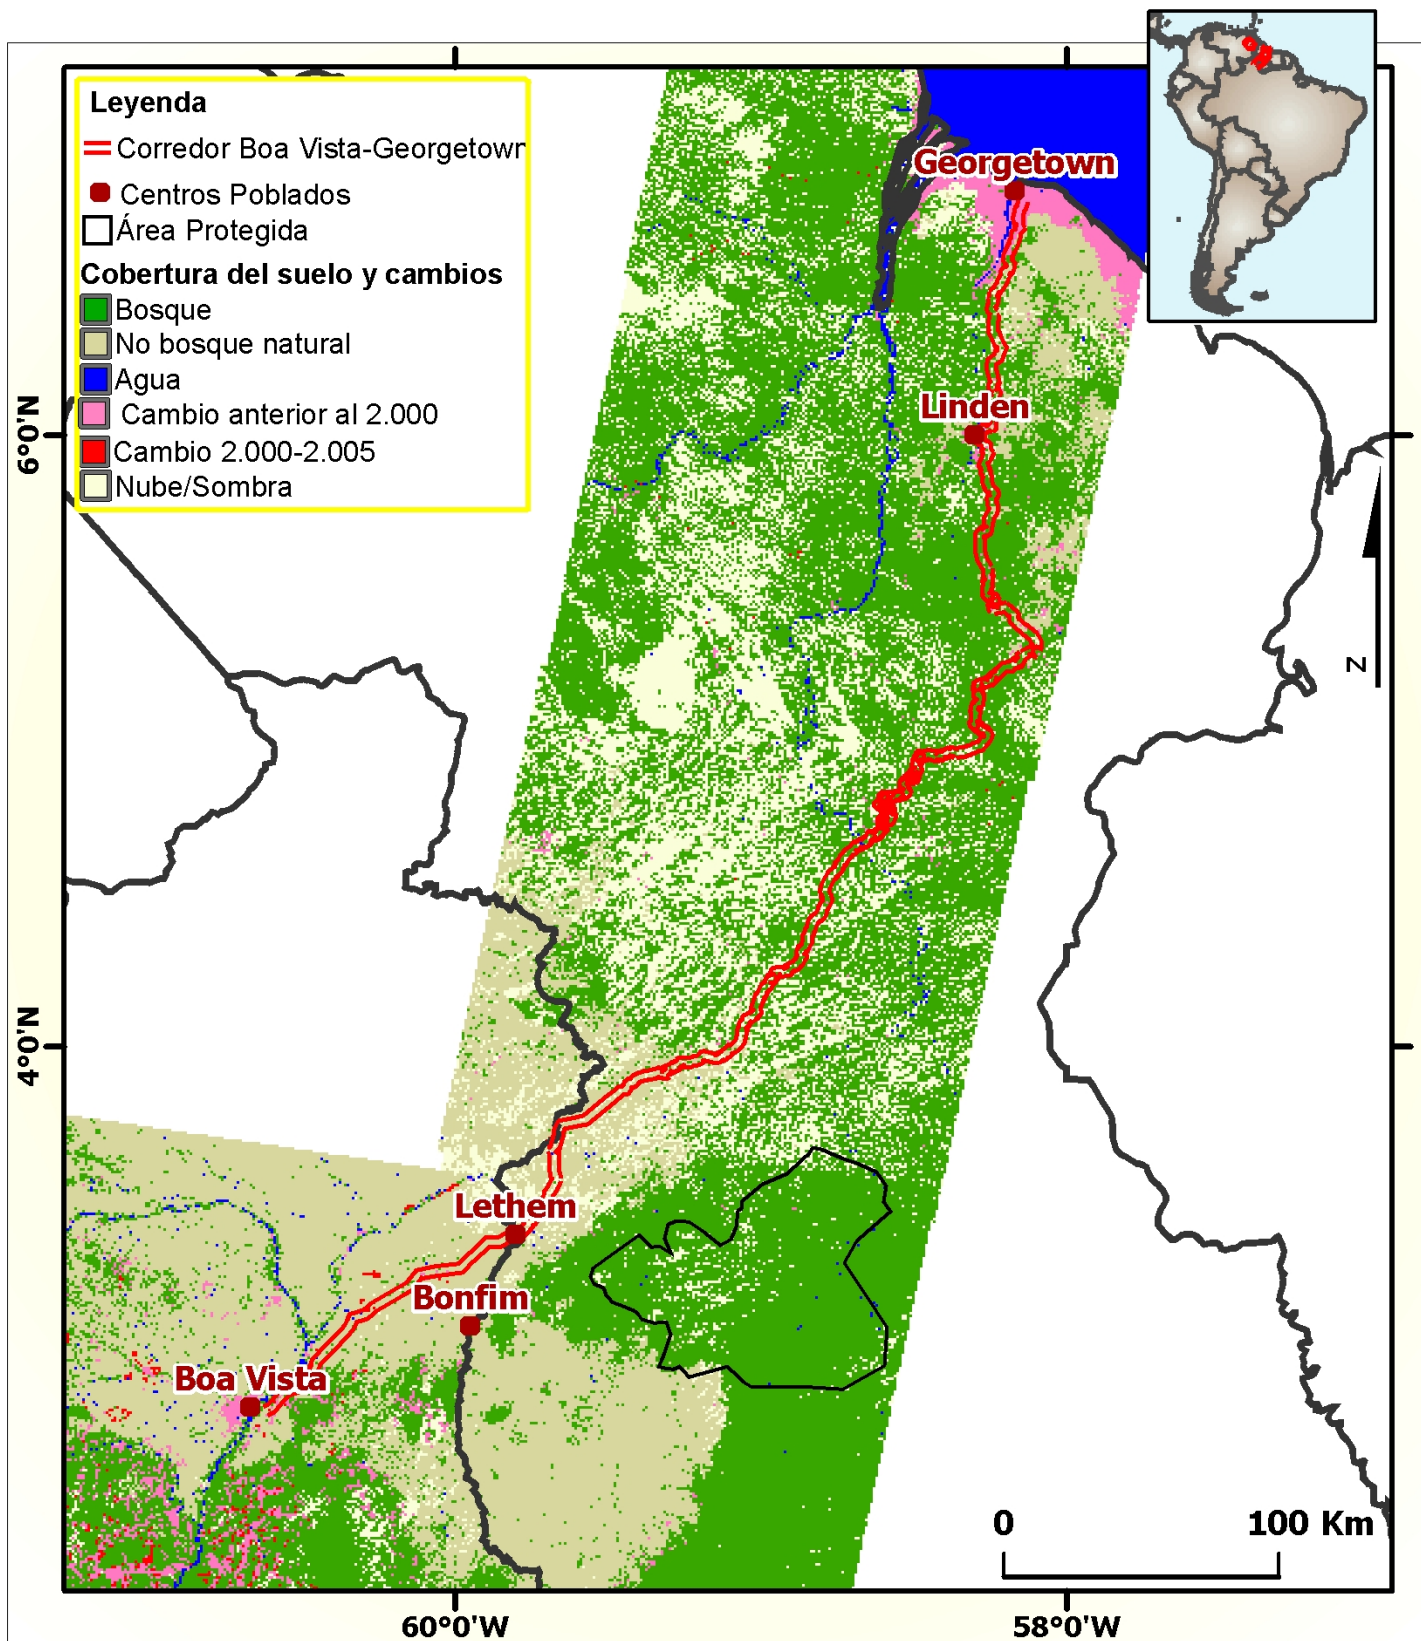 Leyenda
Corredor Boa Vista-Georgetown
Centros Poblados
Área Protegida
Cobertura del suelo y cambios
Bosque
No bosque natural
Agua
Cambio anterior al 2.000
Cambio 2.000-2.005
Nube/Sombra
Georgetown
Linden
6°0'N
N
4°0'N
Lethem
Bonfim
Boa Vista
0 100 Km
60°0'W 58°0'W